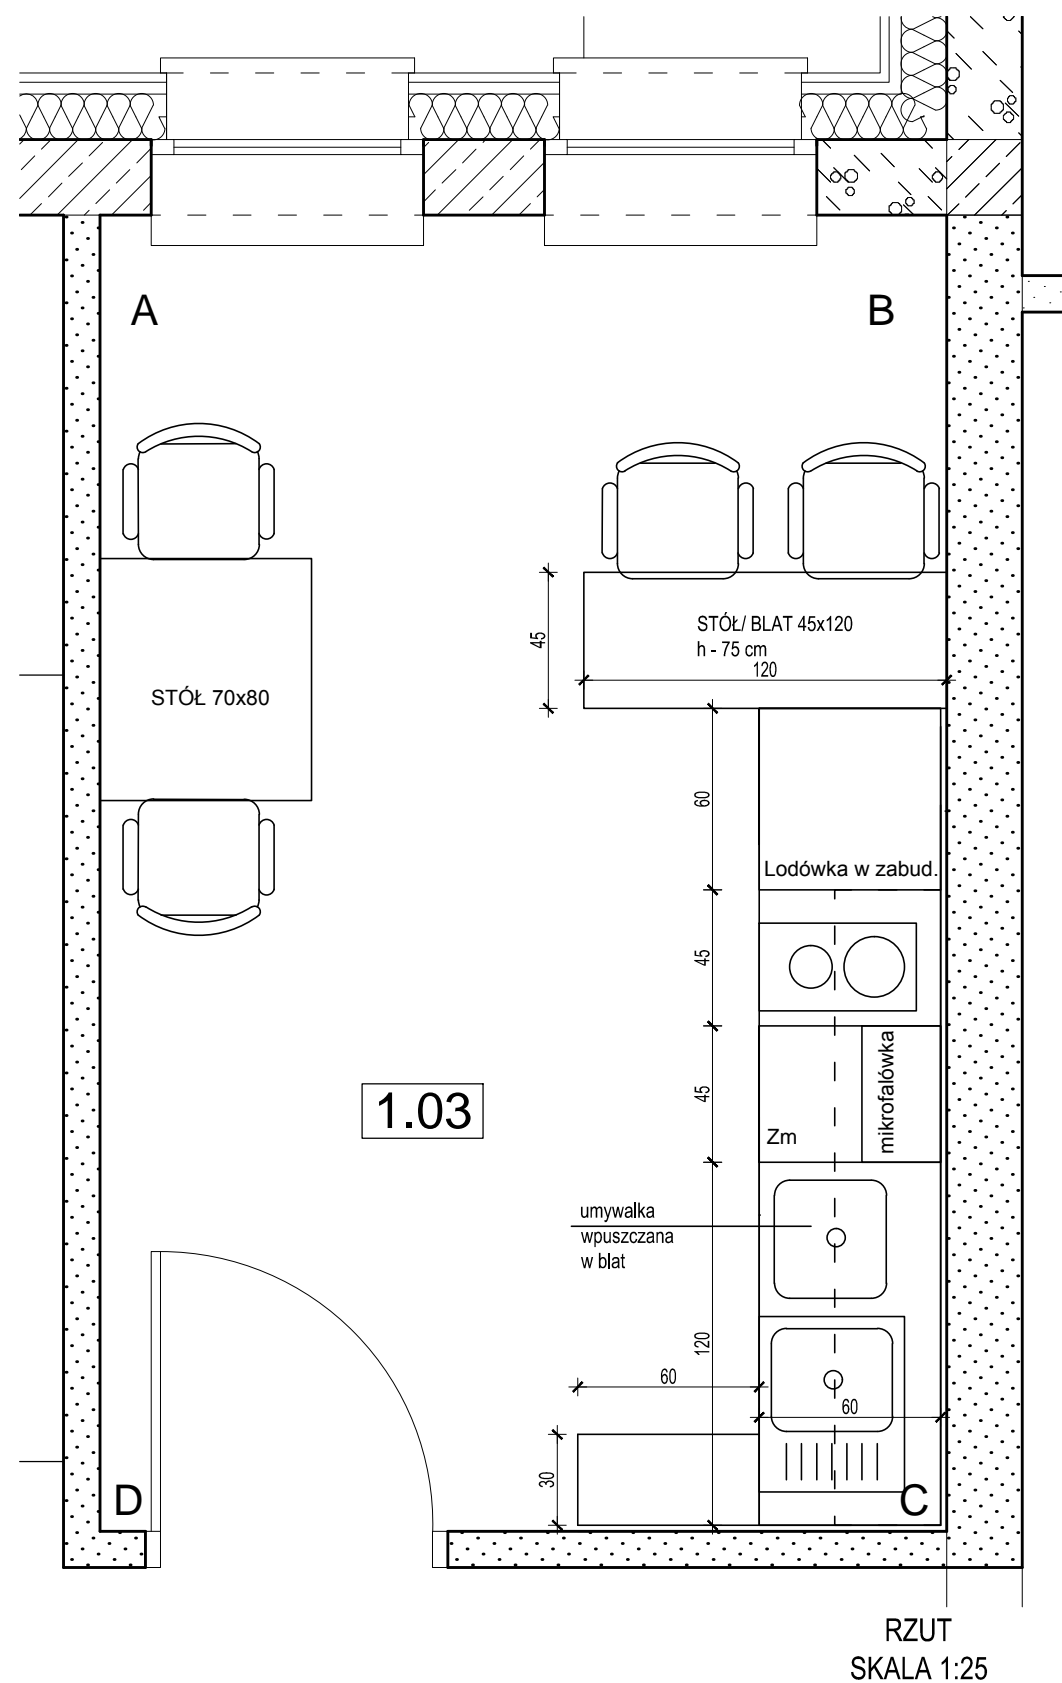 A
B
STÓŁ/ BLAT 45x120
h - 75 cm
120
45
STÓŁ 70x80
60
Lodówka w zabud.
45
mikrofalówka
45
1.03
Zm
umywalka
wpuszczana
w blat
120
60
60
30
D
C
RZUT
SKALA 1:25